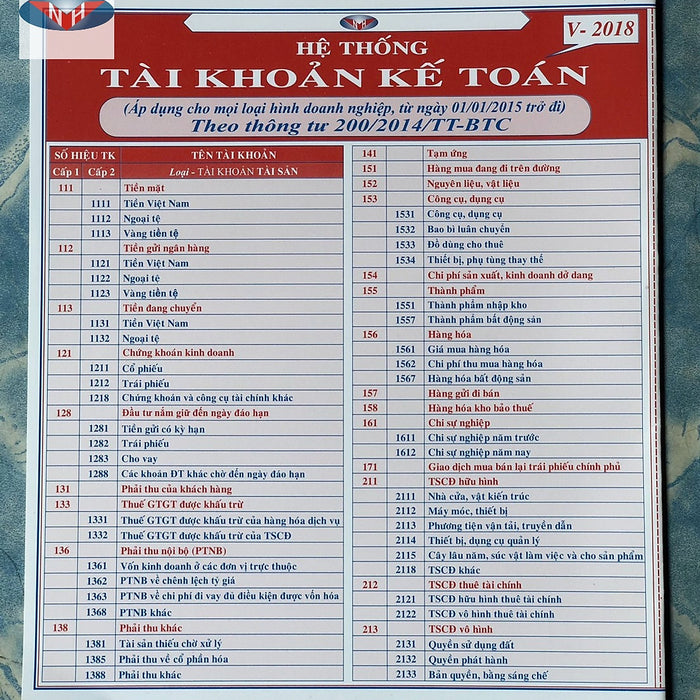 NH
NH
V- 2018
HỆ THỐNG
TÀI KHOẢN KẾ TOÁN
(Áp dụng cho mọi loại hình doanh nghiệp, từ ngày 01/01/2015 trở đi)
Theo thông tư 200/2014/TT-BTC
SỐ HIỆU TK TÊN TÀI KHOẢN
Cấp 1 Cấp 2 Loại - TÀI KHOẢN TÀI SẢN
111 Tiền mặt
1111 Tiền Việt Nam
1112 Ngoại tệ
1113 Vàng tiền tệ
112 Tiền gửi ngân hàng
1121 Tiền Việt Nam
1122 Ngoại tệ
1123 Vàng tiền tệ
113 Tiền đang chuyển
1131 Tiền Việt Nam
1132 Ngoại tệ
121 Chứng khoán kinh doanh
1211 Cổ phiếu
1212 Trái phiếu
1218 Chứng khoán và công cụ tài chính khác
128 Đầu tư nắm giữ đến ngày đáo hạn
1281 Tiền gửi có kỳ hạn
1282 Trái phiếu
1283 Cho vay
1288 Các khoản ĐT khác chờ đến ngày đáo hạn
131 Phải thu của khách hàng
133 Thuế GTGT được khấu trừ
1331 Thuế GTGT được khấu trừ của hàng hóa dịch vụ
1332 Thuế GTGT được khấu trừ của TSCĐ
136 Phải thu nội bộ (PTNB)
1361 Vốn kinh doanh ở các đơn vị trực thuộc
1362 PTNB về chênh lệch tỷ giá
1363 PTNB về chi phí đi vay đủ điều kiện được vốn hóa
1368 PTNB khác
138 Phải thu khác
1381 Tài sản thiếu chờ xử lý
1385 Phải thu về cổ phần hóa
1388 Phải thu khác
141 Tạm ứng
151 Hàng mua đang đi trên đường
152 Nguyên liệu, vật liệu
153 Công cụ, dụng cụ
1531 Công cụ, dụng cụ
1532 Bao bì luân chuyển
1533 Đồ dùng cho thuê
1534 Thiết bị, phụ tùng thay thế
154 Chi phí sản xuất, kinh doanh dở dang
155 Thành phẩm
1551 Thành phẩm nhập kho
1557 Thành phẩm bất động sản
156 Hàng hóa
1561 Giá mua hàng hóa
1562 Chi phí thu mua hàng hóa
1567 Hàng hóa bất động sản
157 Hàng gửi đi bán
158 Hàng hóa kho bảo thuế
161 Chi sự nghiệp
1611 Chi sự nghiệp năm trước
1612 Chi sự nghiệp năm nay
171 Giao dịch mua bán lại trái phiếu chính phủ
211 TSCĐ hữu hình
2111 Nhà cửa, vật kiến trúc
2112 Máy móc, thiết bị
2113 Phương tiện vận tải, truyền dẫn
2114 Thiết bị, dụng cụ quản lý
2115 Cây lâu năm, súc vật làm việc và cho sản phẩm
2118 TSCĐ khác
212 TSCĐ thuê tài chính
2121 TSCĐ hữu hình thuê tài chính
2122 TSCĐ vô hình thuê tài chính
213 TSCĐ vô hình
2131 Quyền sử dụng đất
2132 Quyền phát hành
2133 Bản quyền, bằng sáng chế